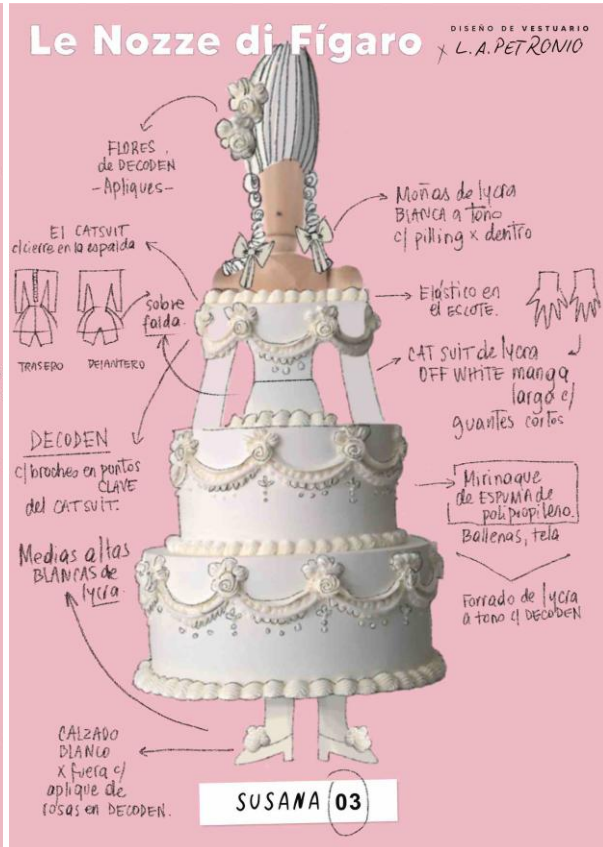 Le Nozze di Fígaro
DISEÑO DE VESTUARIO
x L.A.PETRONIO
FLORES
de DECODEN
-Apliques-
El CATSUIT
c/cierre en la espalda
TRASERO
DELANTERO
sobre
falda.
DECODEN
c/broches en puntos
CLAVE
del CATSUIT.
Medias altas
BLANCAS de
lycra.
CALZADO
BLANCO
x fuera c/
aplique de
rosas en DECODEN.
Moñas de lycra
BLANCA a tono
c/ pilling x dentro
Elástico en
el ESCOTE.
CAT SUIT de lycra
OFF WHITE manga
larga c/
guantes cortos
Mirinaque
de ESPUMA de
polipropileno.
Ballenas, tela
Forrado de lycra
a tono c/ DECODEN
SUSANA 03